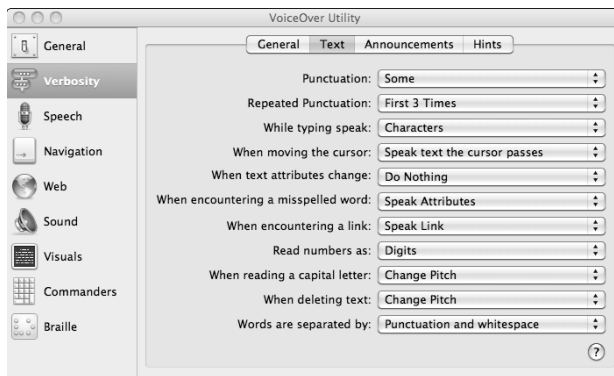 VoiceOver Utility
General
Verbosity
Speech
Navigation
Web
Sound
Visuals
Commanders
Braille
General Text Announcements Hints
Punctuation: Some
Repeated Punctuation: First 3 Times
While typing speak: Characters
When moving the cursor: Speak text the cursor passes
When text attributes change: Do Nothing
When encountering a misspelled word: Speak Attributes
When encountering a link: Speak Link
Read numbers as: Digits
When reading a capital letter: Change Pitch
When deleting text: Change Pitch
Words are separated by: Punctuation and whitespace
?